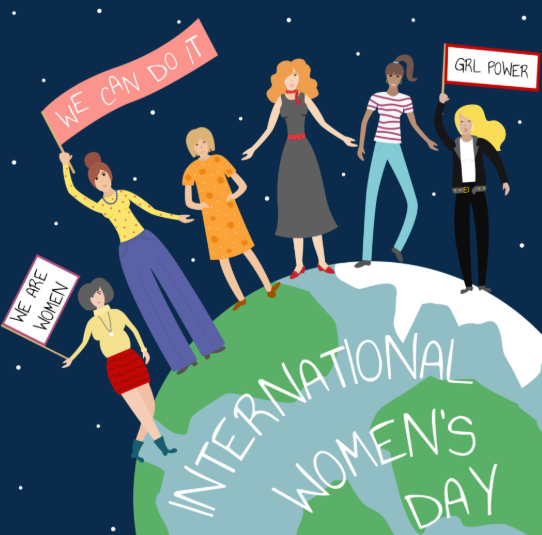 WE CAN DO IT
GRL POWER
WE ARE
WOMEN
INTERNATIONAL
WOMEN'S
DAY